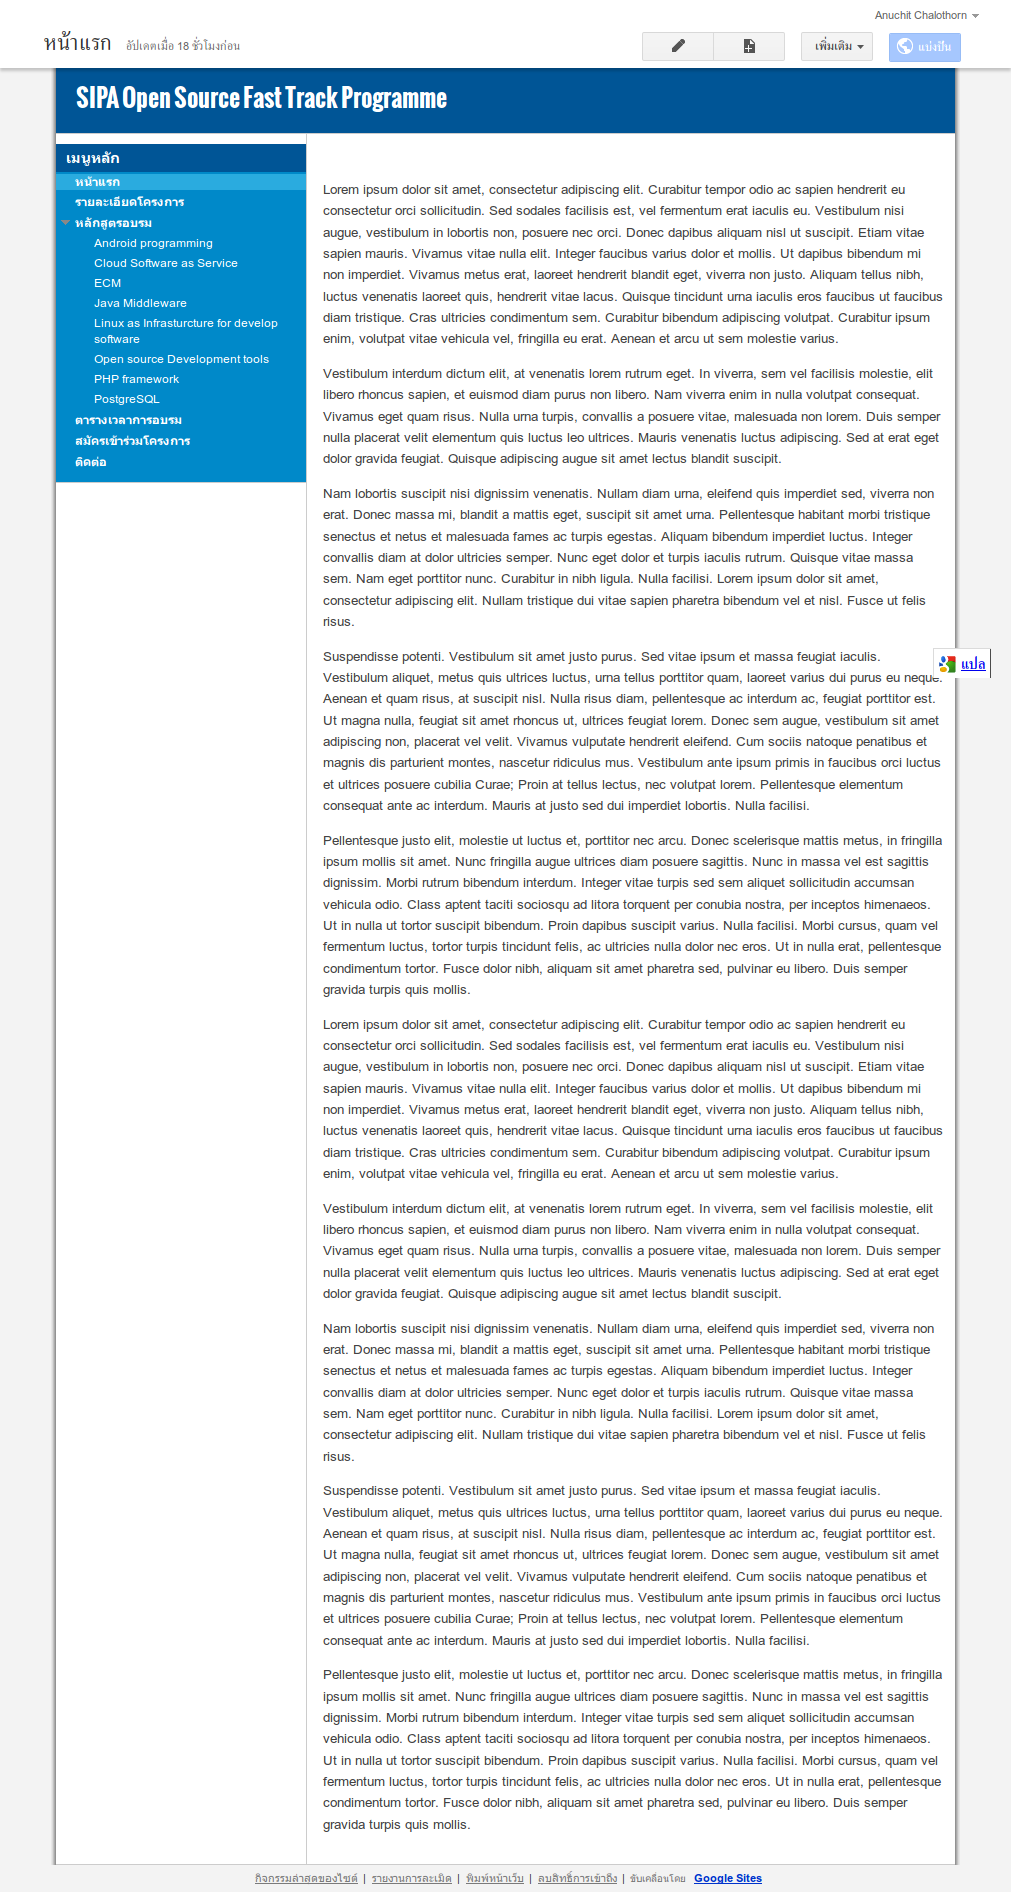 Anuchit Chalothorn
หน้าแรก อัปเดตเมื่อ 18 ชั่วโมงก่อน
เพิ่มเติม แบ่งปัน
SIPA Open Source Fast Track Programme
เมนูหลัก
หน้าแรก
รายละเอียดโครงการ
หลักสูตรอบรม
Android programming
Cloud Software as Service
ECM
Java Middleware
Linux as Infrasturcture for develop
software
Open source Development tools
PHP framework
PostgreSQL
ตารางเวลาการอบรม
สมัครเข้าร่วมโครงการ
ติดต่อ
Lorem ipsum dolor sit amet, consectetur adipiscing elit. Curabitur tempor odio ac sapien hendrerit eu
consectetur orci sollicitudin. Sed sodales facilisis est, vel fermentum erat iaculis eu. Vestibulum nisi
augue, vestibulum in lobortis non, posuere nec orci. Donec dapibus aliquam nisl ut suscipit. Etiam vitae
sapien mauris. Vivamus vitae nulla elit. Integer faucibus varius dolor et mollis. Ut dapibus bibendum mi
non imperdiet. Vivamus metus erat, laoreet hendrerit blandit eget, viverra non justo. Aliquam tellus nibh,
luctus venenatis laoreet quis, hendrerit vitae lacus. Quisque tincidunt urna iaculis eros faucibus ut faucibus
diam tristique. Cras ultricies condimentum sem. Curabitur bibendum adipiscing volutpat. Curabitur ipsum
enim, volutpat vitae vehicula vel, fringilla eu erat. Aenean et arcu ut sem molestie varius.
Vestibulum interdum dictum elit, at venenatis lorem rutrum eget. In viverra, sem vel facilisis molestie, elit
libero rhoncus sapien, et euismod diam purus non libero. Nam viverra enim in nulla volutpat consequat.
Vivamus eget quam risus. Nulla urna turpis, convallis a posuere vitae, malesuada non lorem. Duis semper
nulla placerat velit elementum quis luctus leo ultrices. Mauris venenatis luctus adipiscing. Sed at erat eget
dolor gravida feugiat. Quisque adipiscing augue sit amet lectus blandit suscipit.
Nam lobortis suscipit nisi dignissim venenatis. Nullam diam urna, eleifend quis imperdiet sed, viverra non
erat. Donec massa mi, blandit a mattis eget, suscipit sit amet urna. Pellentesque habitant morbi tristique
senectus et netus et malesuada fames ac turpis egestas. Aliquam bibendum imperdiet luctus. Integer
convallis diam at dolor ultricies semper. Nunc eget dolor et turpis iaculis rutrum. Quisque vitae massa
sem. Nam eget porttitor nunc. Curabitur in nibh ligula. Nulla facilisi. Lorem ipsum dolor sit amet,
consectetur adipiscing elit. Nullam tristique dui vitae sapien pharetra bibendum vel et nisl. Fusce ut felis
risus.
Suspendisse potenti. Vestibulum sit amet justo purus. Sed vitae ipsum et massa feugiat iaculis.
แปล
Vestibulum aliquet, metus quis ultrices luctus, urna tellus porttitor quam, laoreet varius dui purus eu neque.
Aenean et quam risus, at suscipit nisl. Nulla risus diam, pellentesque ac interdum ac, feugiat porttitor est.
Ut magna nulla, feugiat sit amet rhoncus ut, ultrices feugiat lorem. Donec sem augue, vestibulum sit amet
adipiscing non, placerat vel velit. Vivamus vulputate hendrerit eleifend. Cum sociis natoque penatibus et
magnis dis parturient montes, nascetur ridiculus mus. Vestibulum ante ipsum primis in faucibus orci luctus
et ultrices posuere cubilia Curae; Proin at tellus lectus, nec volutpat lorem. Pellentesque elementum
consequat ante ac interdum. Mauris at justo sed dui imperdiet lobortis. Nulla facilisi.
Pellentesque justo elit, molestie ut luctus et, porttitor nec arcu. Donec scelerisque mattis metus, in fringilla
ipsum mollis sit amet. Nunc fringilla augue ultrices diam posuere sagittis. Nunc in massa vel est sagittis
dignissim. Morbi rutrum bibendum interdum. Integer vitae turpis sed sem aliquet sollicitudin accumsan
vehicula odio. Class aptent taciti sociosqu ad litora torquent per conubia nostra, per inceptos himenaeos.
Ut in nulla ut tortor suscipit bibendum. Proin dapibus suscipit varius. Nulla facilisi. Morbi cursus, quam vel
fermentum luctus, tortor turpis tincidunt felis, ac ultricies nulla dolor nec eros. Ut in nulla erat, pellentesque
condimentum tortor. Fusce dolor nibh, aliquam sit amet pharetra sed, pulvinar eu libero. Duis semper
gravida turpis quis mollis.
Lorem ipsum dolor sit amet, consectetur adipiscing elit. Curabitur tempor odio ac sapien hendrerit eu
consectetur orci sollicitudin. Sed sodales facilisis est, vel fermentum erat iaculis eu. Vestibulum nisi
augue, vestibulum in lobortis non, posuere nec orci. Donec dapibus aliquam nisl ut suscipit. Etiam vitae
sapien mauris. Vivamus vitae nulla elit. Integer faucibus varius dolor et mollis. Ut dapibus bibendum mi
non imperdiet. Vivamus metus erat, laoreet hendrerit blandit eget, viverra non justo. Aliquam tellus nibh,
luctus venenatis laoreet quis, hendrerit vitae lacus. Quisque tincidunt urna iaculis eros faucibus ut faucibus
diam tristique. Cras ultricies condimentum sem. Curabitur bibendum adipiscing volutpat. Curabitur ipsum
enim, volutpat vitae vehicula vel, fringilla eu erat. Aenean et arcu ut sem molestie varius.
Vestibulum interdum dictum elit, at venenatis lorem rutrum eget. In viverra, sem vel facilisis molestie, elit
libero rhoncus sapien, et euismod diam purus non libero. Nam viverra enim in nulla volutpat consequat.
Vivamus eget quam risus. Nulla urna turpis, convallis a posuere vitae, malesuada non lorem. Duis semper
nulla placerat velit elementum quis luctus leo ultrices. Mauris venenatis luctus adipiscing. Sed at erat eget
dolor gravida feugiat. Quisque adipiscing augue sit amet lectus blandit suscipit.
Nam lobortis suscipit nisi dignissim venenatis. Nullam diam urna, eleifend quis imperdiet sed, viverra non
erat. Donec massa mi, blandit a mattis eget, suscipit sit amet urna. Pellentesque habitant morbi tristique
senectus et netus et malesuada fames ac turpis egestas. Aliquam bibendum imperdiet luctus. Integer
convallis diam at dolor ultricies semper. Nunc eget dolor et turpis iaculis rutrum. Quisque vitae massa
sem. Nam eget porttitor nunc. Curabitur in nibh ligula. Nulla facilisi. Lorem ipsum dolor sit amet,
consectetur adipiscing elit. Nullam tristique dui vitae sapien pharetra bibendum vel et nisl. Fusce ut felis
risus.
Suspendisse potenti. Vestibulum sit amet justo purus. Sed vitae ipsum et massa feugiat iaculis.
Vestibulum aliquet, metus quis ultrices luctus, urna tellus porttitor quam, laoreet varius dui purus eu neque.
Aenean et quam risus, at suscipit nisl. Nulla risus diam, pellentesque ac interdum ac, feugiat porttitor est.
Ut magna nulla, feugiat sit amet rhoncus ut, ultrices feugiat lorem. Donec sem augue, vestibulum sit amet
adipiscing non, placerat vel velit. Vivamus vulputate hendrerit eleifend. Cum sociis natoque penatibus et
magnis dis parturient montes, nascetur ridiculus mus. Vestibulum ante ipsum primis in faucibus orci luctus
et ultrices posuere cubilia Curae; Proin at tellus lectus, nec volutpat lorem. Pellentesque elementum
consequat ante ac interdum. Mauris at justo sed dui imperdiet lobortis. Nulla facilisi.
Pellentesque justo elit, molestie ut luctus et, porttitor nec arcu. Donec scelerisque mattis metus, in fringilla
ipsum mollis sit amet. Nunc fringilla augue ultrices diam posuere sagittis. Nunc in massa vel est sagittis
dignissim. Morbi rutrum bibendum interdum. Integer vitae turpis sed sem aliquet sollicitudin accumsan
vehicula odio. Class aptent taciti sociosqu ad litora torquent per conubia nostra, per inceptos himenaeos.
Ut in nulla ut tortor suscipit bibendum. Proin dapibus suscipit varius. Nulla facilisi. Morbi cursus, quam vel
fermentum luctus, tortor turpis tincidunt felis, ac ultricies nulla dolor nec eros. Ut in nulla erat, pellentesque
condimentum tortor. Fusce dolor nibh, aliquam sit amet pharetra sed, pulvinar eu libero. Duis semper
gravida turpis quis mollis.
กิจกรรมล่าสุดของไซต์ | รายงานการละเมิด | พิมพ์หน้าเว็บ | ลบสิทธิ์การเข้าถึง | ขับเคลื่อนโดย Google Sites